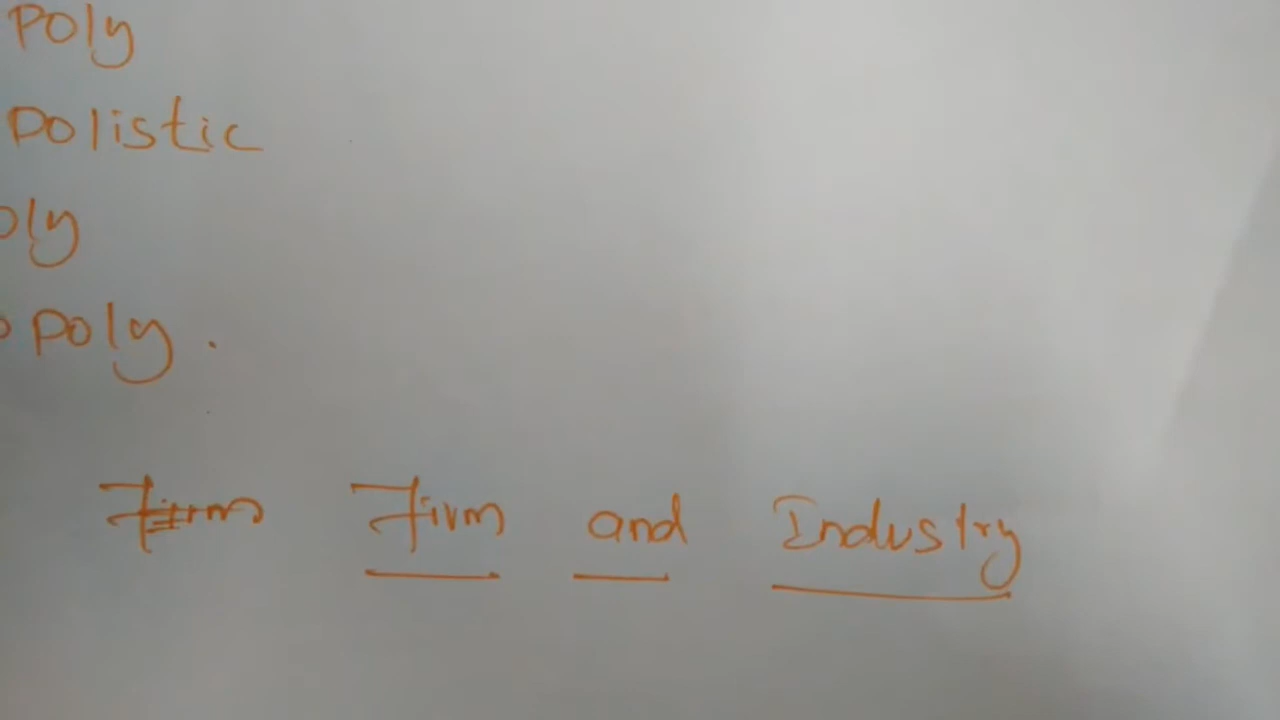 Poly
Polistic
oly
o Poly.
Firm and Industry